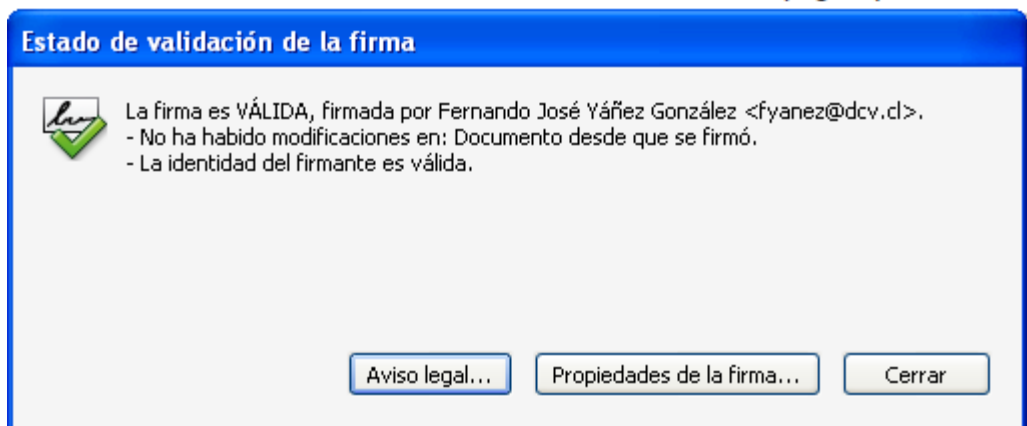 Estado de validación de la firma
La firma es VÁLIDA, firmada por Fernando José Yáñez González <fyanez@dcv.cl>.
- No ha habido modificaciones en: Documento desde que se firmó.
- La identidad del firmante es válida.
Aviso legal... Propiedades de la firma... Cerrar